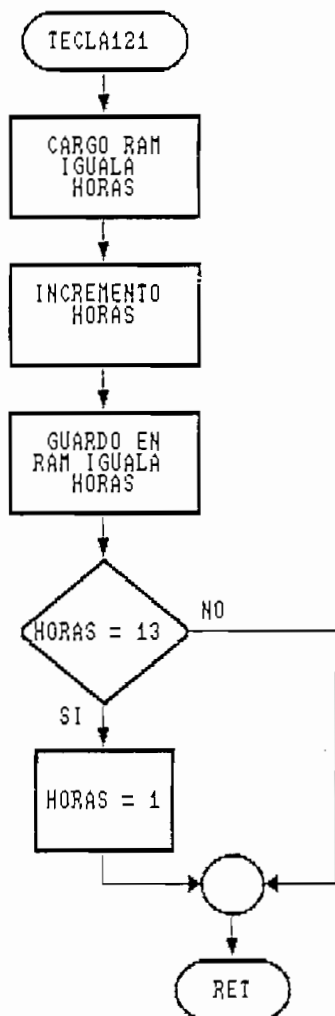 TECLA121
CARGO RAM
IGUALA
HORAS
INCREMENTO
HORAS
GUARDO EN
RAM IGUALA
HORAS
HORAS = 13
NO
SI
HORAS = 1
RET